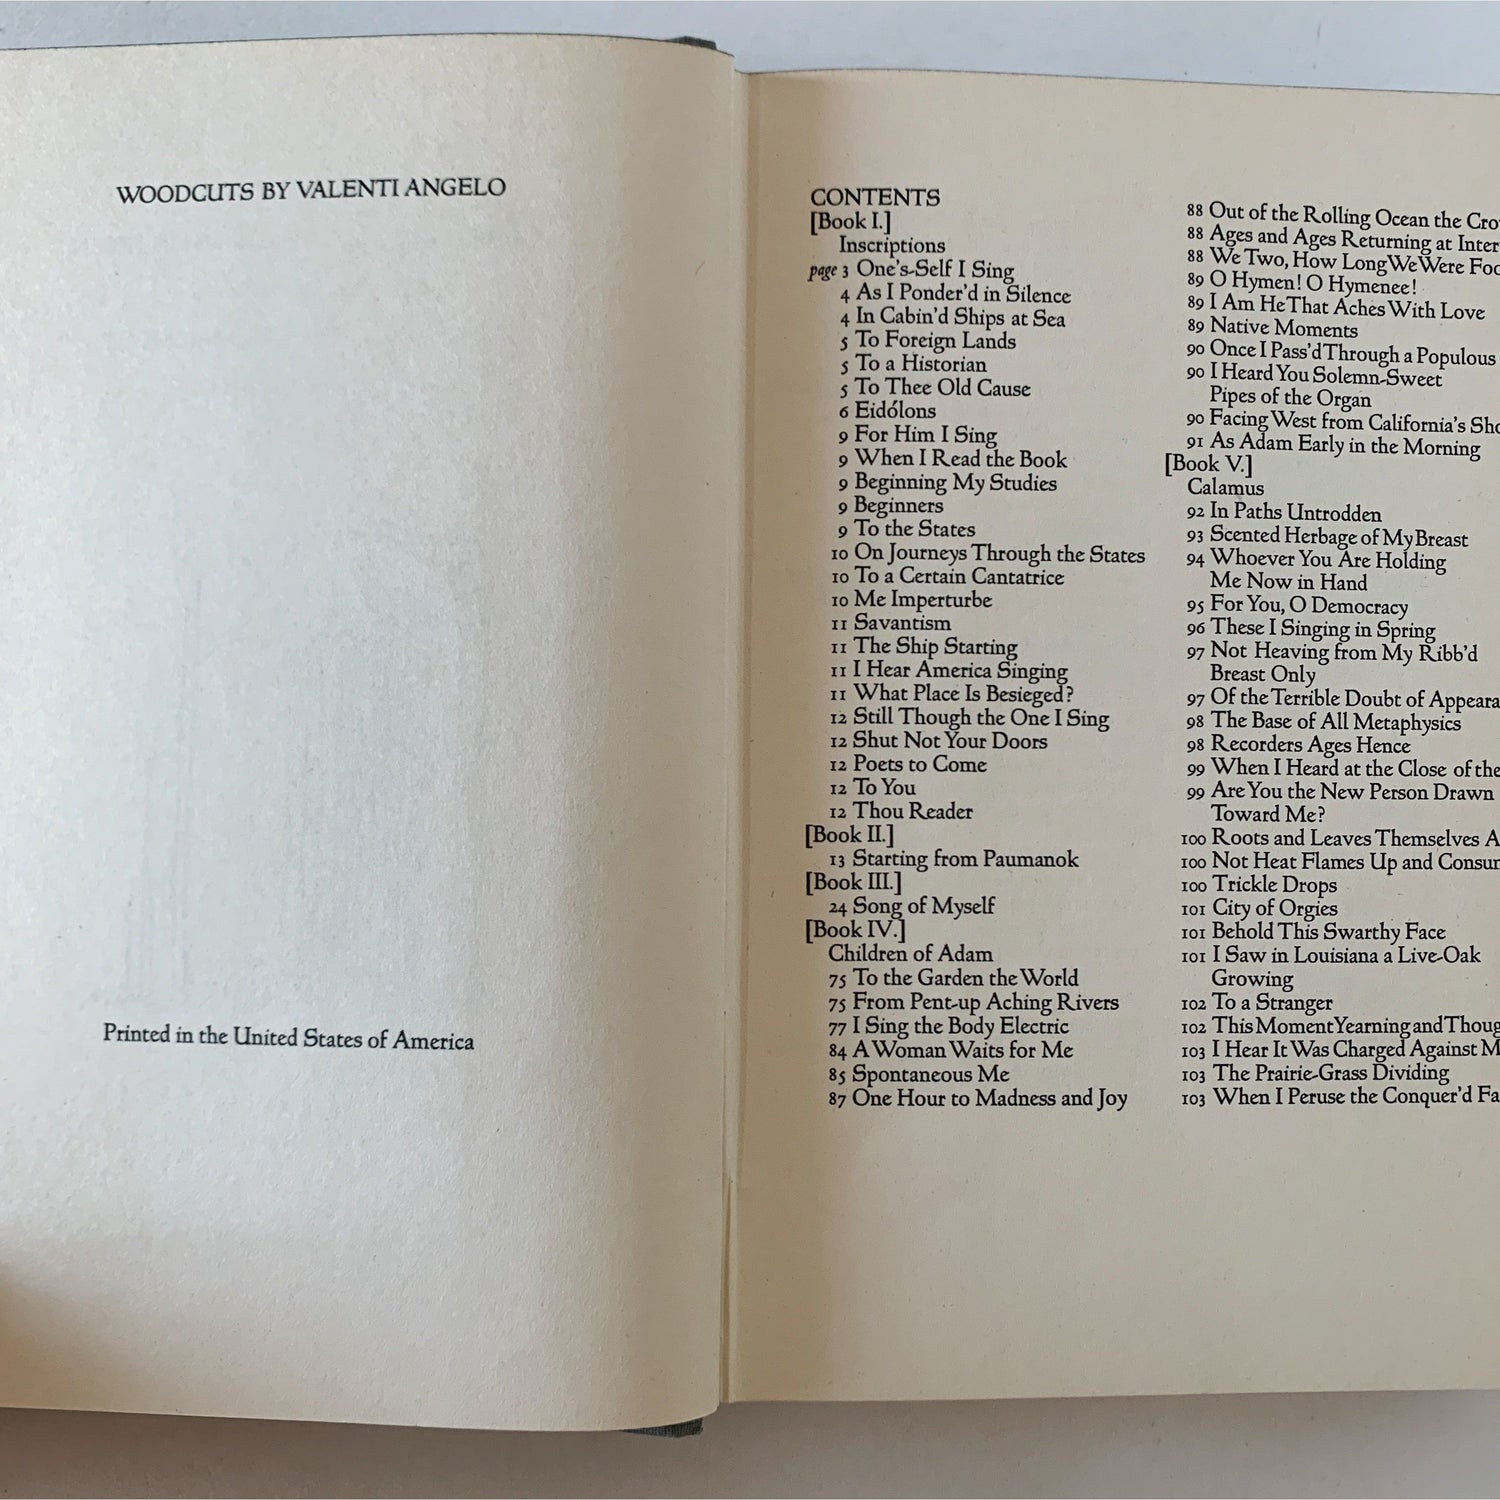 WOODCUTS BY VALENTI ANGELO
Printed in the United States of America
CONTENTS
[Book I.]
Inscriptions
page 3 One's-Self I Sing
4 As I Ponder'd in Silence
4 In Cabin'd Ships at Sea
5 To Foreign Lands
5 To a Historian
5 To Thee Old Cause
6 Eidólons
9 For Him I Sing
9 When I Read the Book
9 Beginning My Studies
9 Beginners
9 To the States
10 On Journeys Through the States
10 To a Certain Cantatrice
10 Me Imperturbe
11 Savantism
11 The Ship Starting
11 I Hear America Singing
11 What Place Is Besieged?
12 Still Though the One I Sing
12 Shut Not Your Doors
12 Poets to Come
12 To You
12 Thou Reader
[Book II.]
13 Starting from Paumanok
[Book III.]
24 Song of Myself
[Book IV.]
Children of Adam
75 To the Garden the World
75 From Pent-up Aching Rivers
77 I Sing the Body Electric
84 A Woman Waits for Me
85 Spontaneous Me
87 One Hour to Madness and Joy
88 Out of the Rolling Ocean the
88 Ages and Ages Returning at
88 We Two, How Long We Were
89 O Hymen! O Hymenee!
89 I Am He That Aches With Love
89 Native Moments
90 Once I Pass'd Through a Populous
90 I Heard You Solemn-Sweet
Pipes of the Organ
90 Facing West from California's
91 As Adam Early in the Morning
[Book V.]
Calamus
92 In Paths Untrodden
93 Scented Herbage of My Breast
94 Whoever You Are Holding
Me Now in Hand
95 For You, O Democracy
96 These I Singing in Spring
97 Not Heaving from My Ribb'd
Breast Only
97 Of the Terrible Doubt of
98 The Base of All Metaphysics
98 Recorders Ages Hence
99 When I Heard at the Close of the
99 Are You the New Person Drawn
Toward Me?
100 Roots and Leaves Themselves
100 Not Heat Flames Up and
100 Trickle Drops
101 City of Orgies
101 Behold This Swarthy Face
101 I Saw in Louisiana a Live-Oak
Growing
102 To a Stranger
102 This Moment Yearning and
103 I Hear It Was Charged Against
103 The Prairie-Grass Dividing
103 When I Peruse the Conquer'd